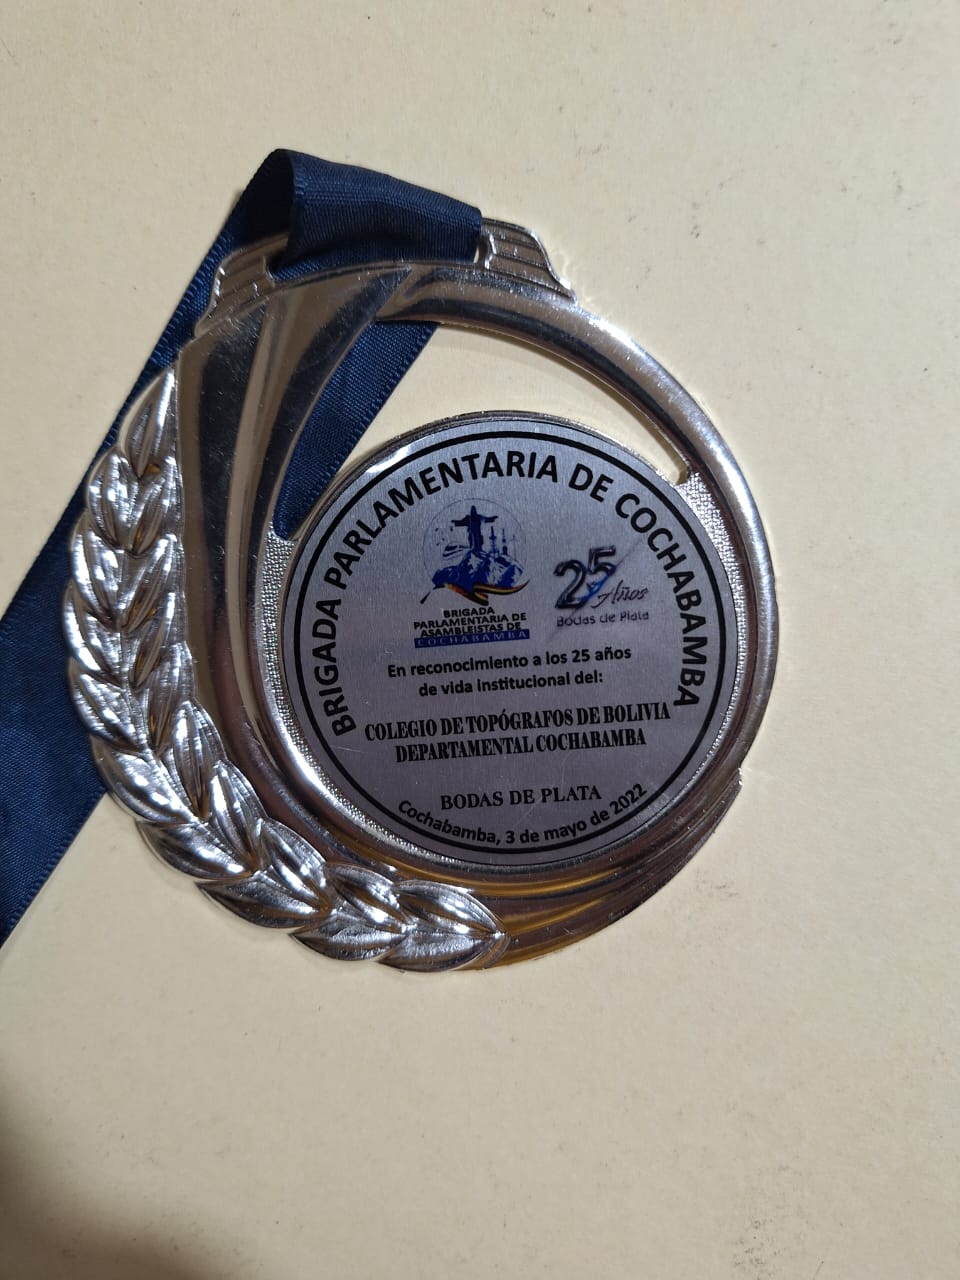 BRIGADA PARLAMENTARIA DE COCHABAMBA
BRIGADA
PARLAMENTARIA DE
ASAMBLEISTAS DE
COCHABAMBA
25 Años
Bodas de Plata
En reconocimiento a los 25 años
de vida institucional del:
COLEGIO DE TOPÓGRAFOS DE BOLIVIA
DEPARTAMENTAL COCHABAMBA
BODAS DE PLATA
Cochabamba, 3 de mayo de 2022